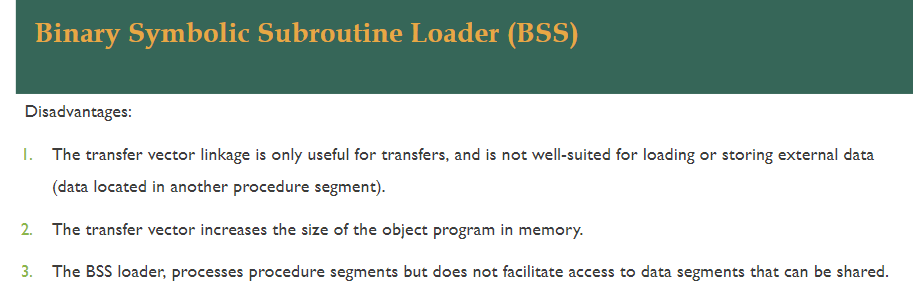 Binary Symbolic Subroutine Loader (BSS)
Disadvantages:
1. The transfer vector linkage is only useful for transfers, and is not well-suited for loading or storing external data
(data located in another procedure segment).
2. The transfer vector increases the size of the object program in memory.
3. The BSS loader, processes procedure segments but does not facilitate access to data segments that can be shared.